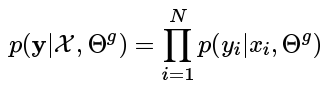 p(𝐲|𝒳, Θ^g) = ∏_{i=1}^{N} p(y_i|x_i, Θ^g)